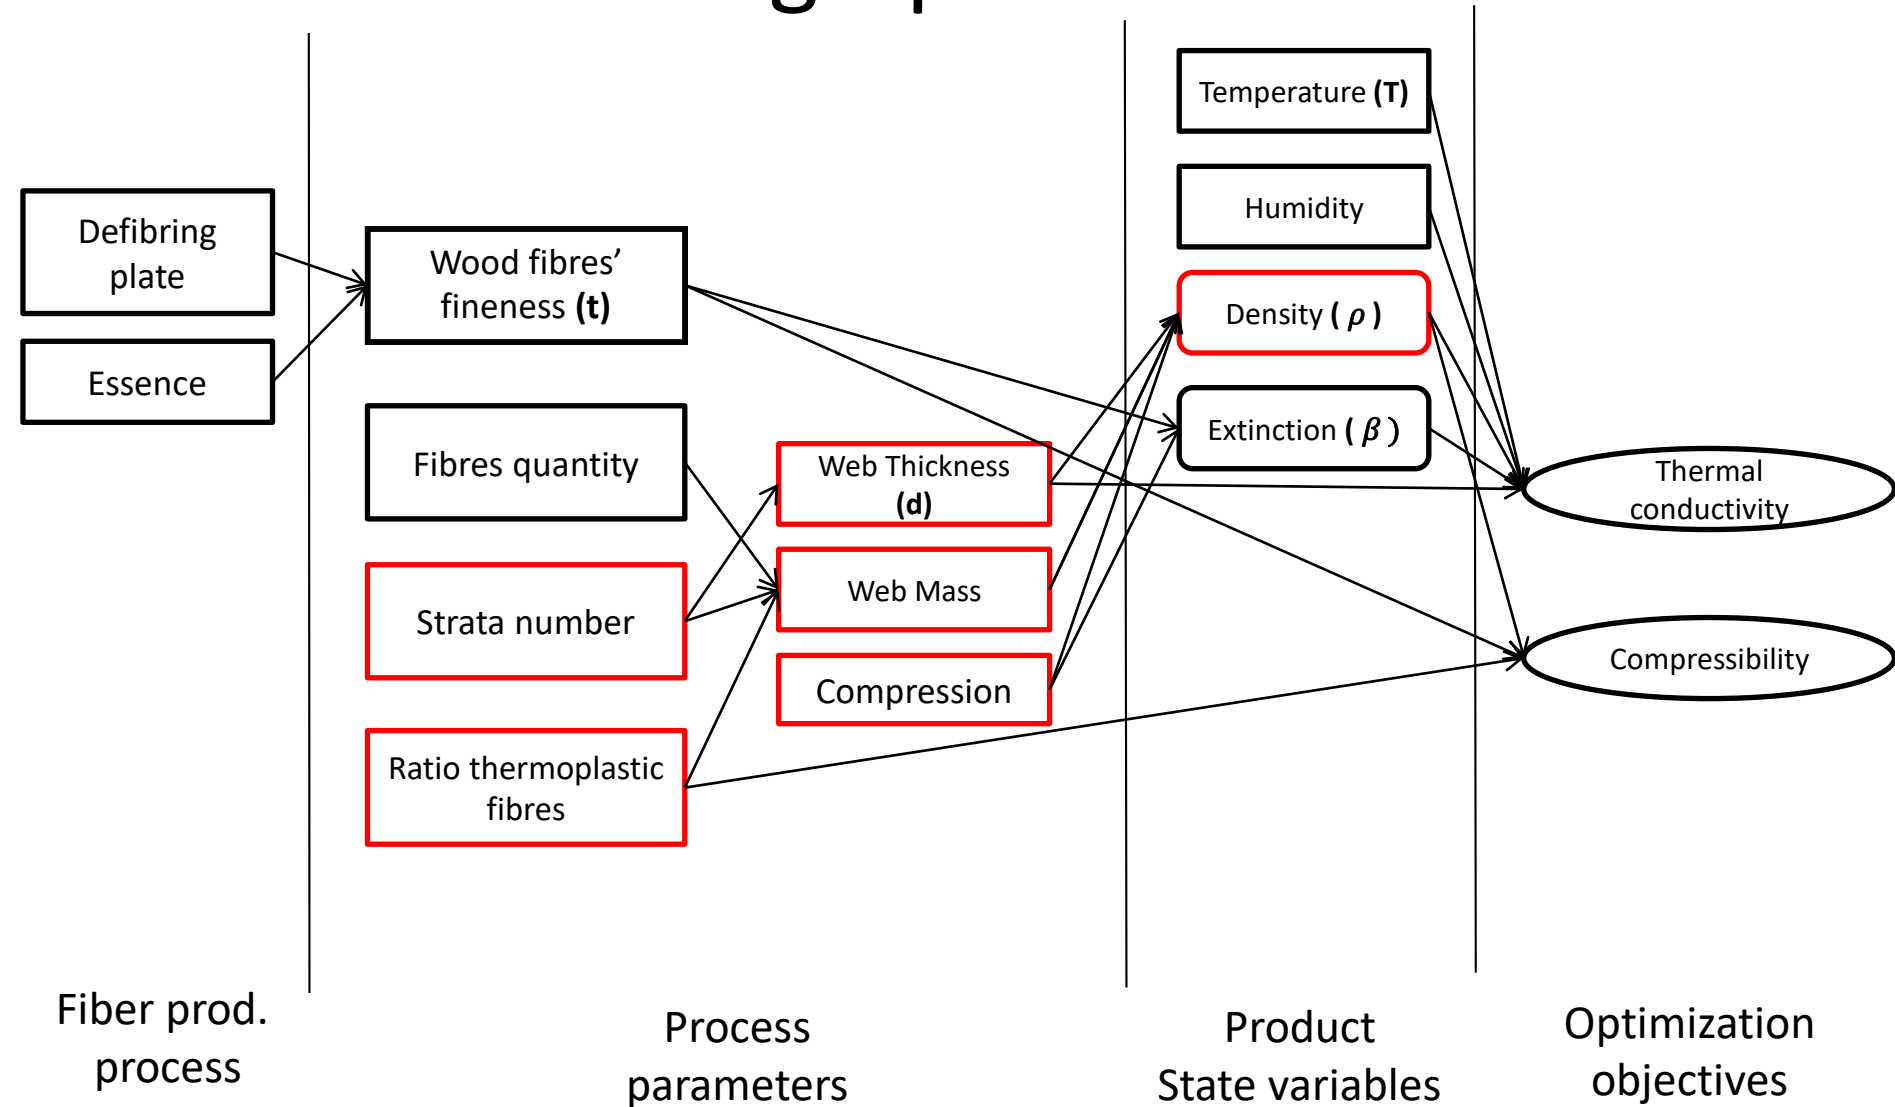 Temperature (T)
Humidity
Density ( ρ )
Extinction ( β )
Defibring
plate
Essence
Wood fibres’
fineness (t)
Fibres quantity
Strata number
Ratio thermoplastic
fibres
Web Thickness
(d)
Web Mass
Compression
Thermal
conductivity
Compressibility
Fiber prod.
process
Process
parameters
Product
State variables
Optimization
objectives